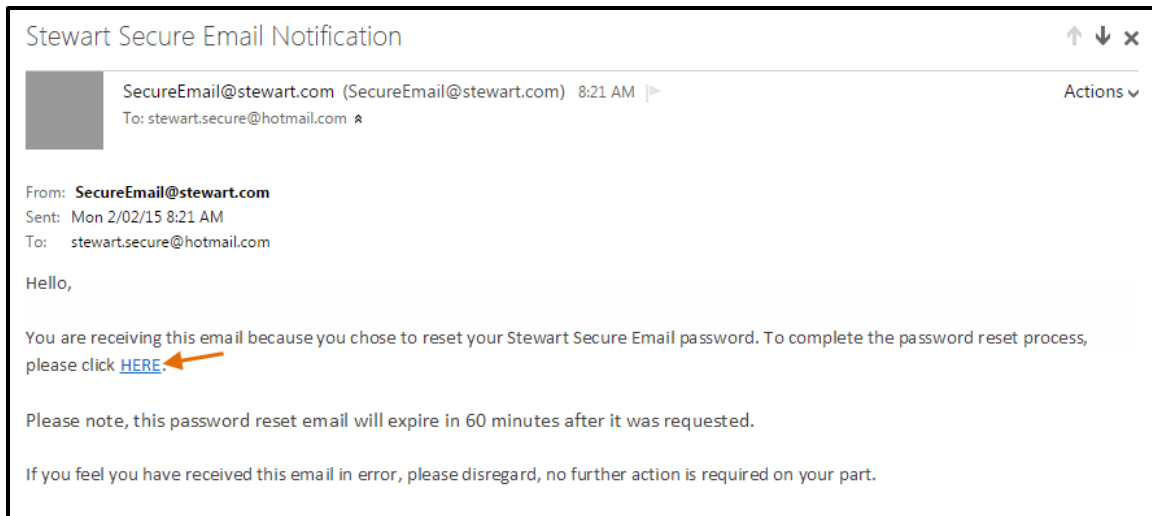 Stewart Secure Email Notification
SecureEmail@stewart.com (SecureEmail@stewart.com) 8:21 AM
Actions
To: stewart.secure@hotmail.com
From: SecureEmail@stewart.com
Sent: Mon 2/02/15 8:21 AM
To: stewart.secure@hotmail.com
Hello,
You are receiving this email because you chose to reset your Stewart Secure Email password. To complete the password reset process,
please click HERE.
Please note, this password reset email will expire in 60 minutes after it was requested.
If you feel you have received this email in error, please disregard, no further action is required on your part.